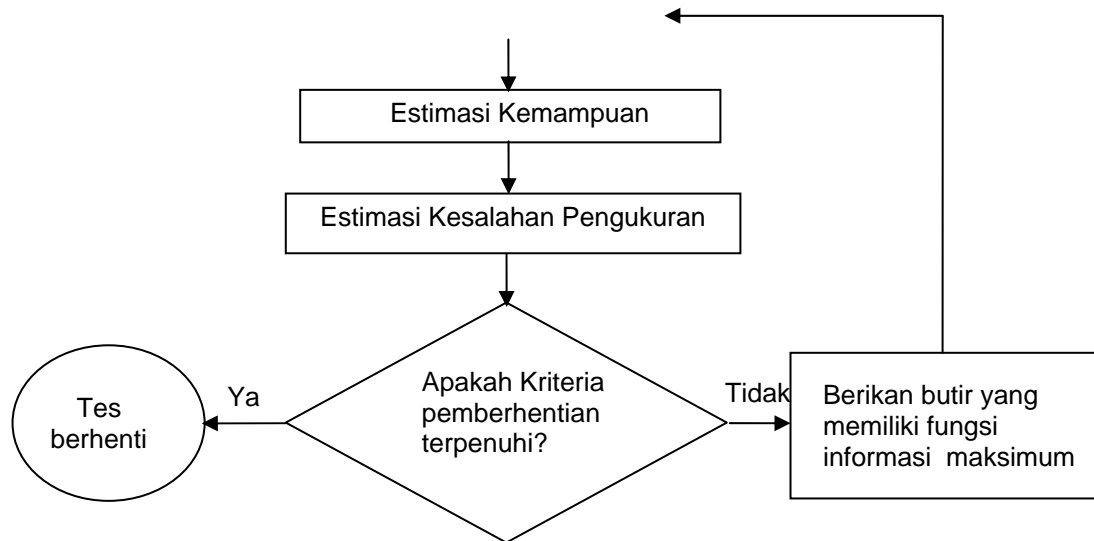 Estimasi Kemampuan
Estimasi Kesalahan Pengukuran
Apakah Kriteria
pemberhentian
terpenuhi?
Ya
Tes
berhenti
Tidak
Berikan butir yang
memiliki fungsi
informasi maksimum